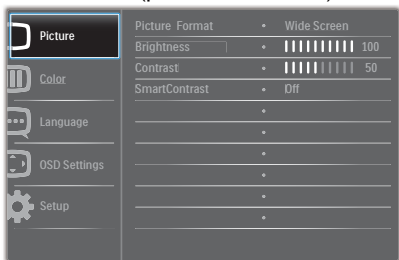 Picture
Color
Language
OSD Settings
Setup
Picture Format • Wide Screen
Brightness • 100
Contrast • 50
SmartContrast • Off
•
•
•
•
•
•